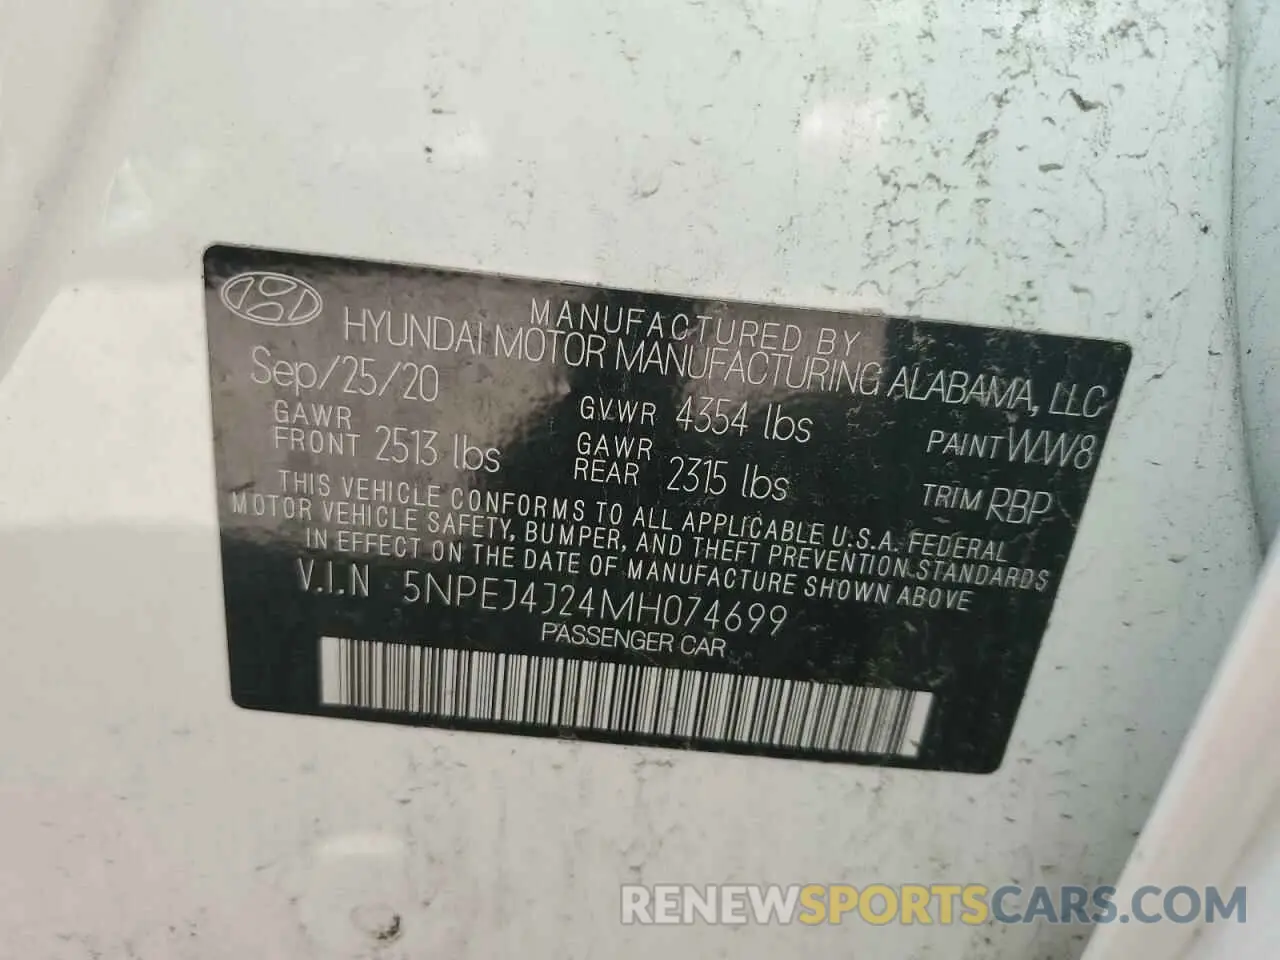 MANUFACTURED BY
HYUNDAI MOTOR MANUFACTURING ALABAMA, LLC
Sep/25/20
GVWR 4354 lbs
PAINT WW8
GAWR
FRONT 2513 lbs
GAWR
REAR 2315 lbs
TRIM RBP
THIS VEHICLE CONFORMS TO ALL APPLICABLE U.S.A. FEDERAL
MOTOR VEHICLE SAFETY, BUMPER, AND THEFT PREVENTION STANDARDS
IN EFFECT ON THE DATE OF MANUFACTURE SHOWN ABOVE
V.I.N 5NPEJ4J24MH074699
PASSENGER CAR
RENEWSPORTSCARS.COM